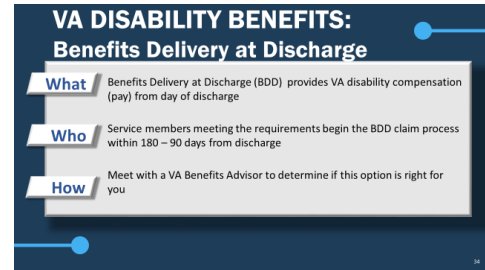 VA DISABILITY BENEFITS:
Benefits Delivery at Discharge
What
Benefits Delivery at Discharge (BDD) provides VA disability compensation
(pay) from day of discharge
Who
Service members meeting the requirements begin the BDD claim process
within 180 – 90 days from discharge
How
Meet with a VA Benefits Advisor to determine if this option is right for
you
34